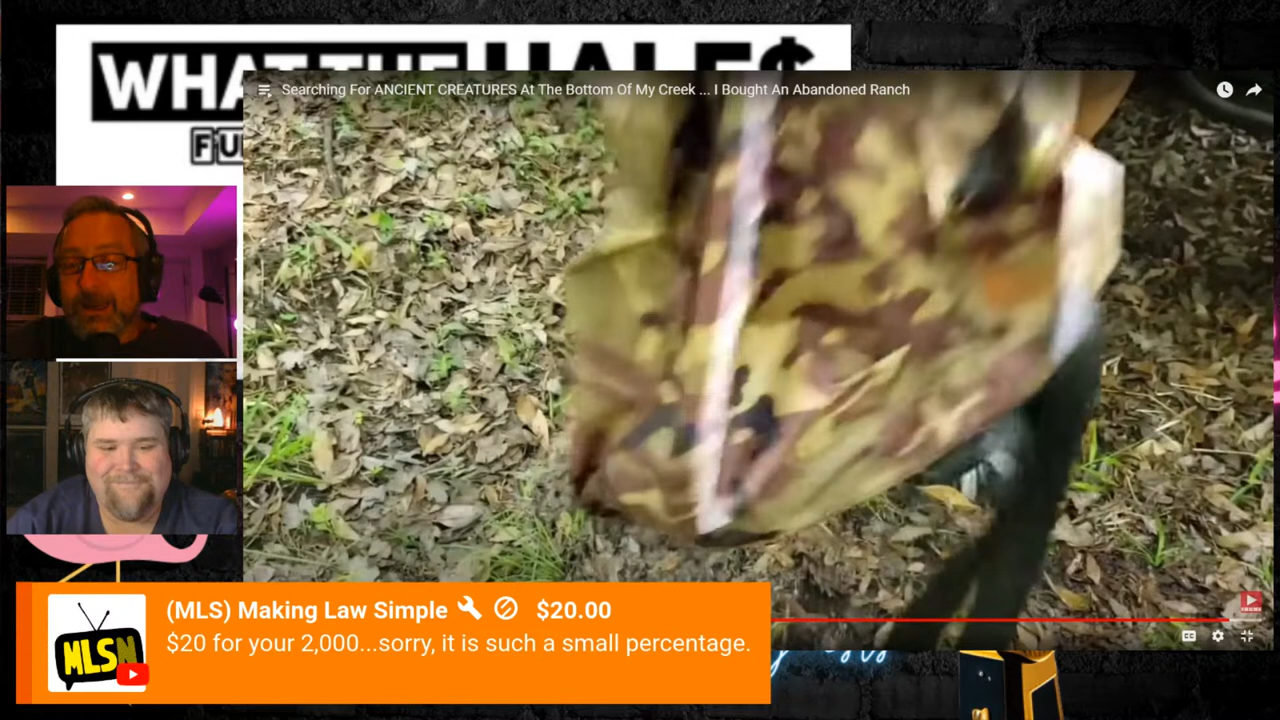 WHAT THE HALE$
Searching For ANCIENT CREATURES At The Bottom Of My Creek ... I Bought An Abandoned Ranch
(MLS) Making Law Simple $20.00
$20 for your 2,000...sorry, it is such a small percentage.
MLSN